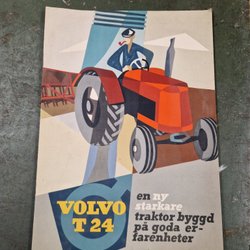 VOLVO
T 24
en ny
starkare
traktor byggd
på goda er-
farenheter